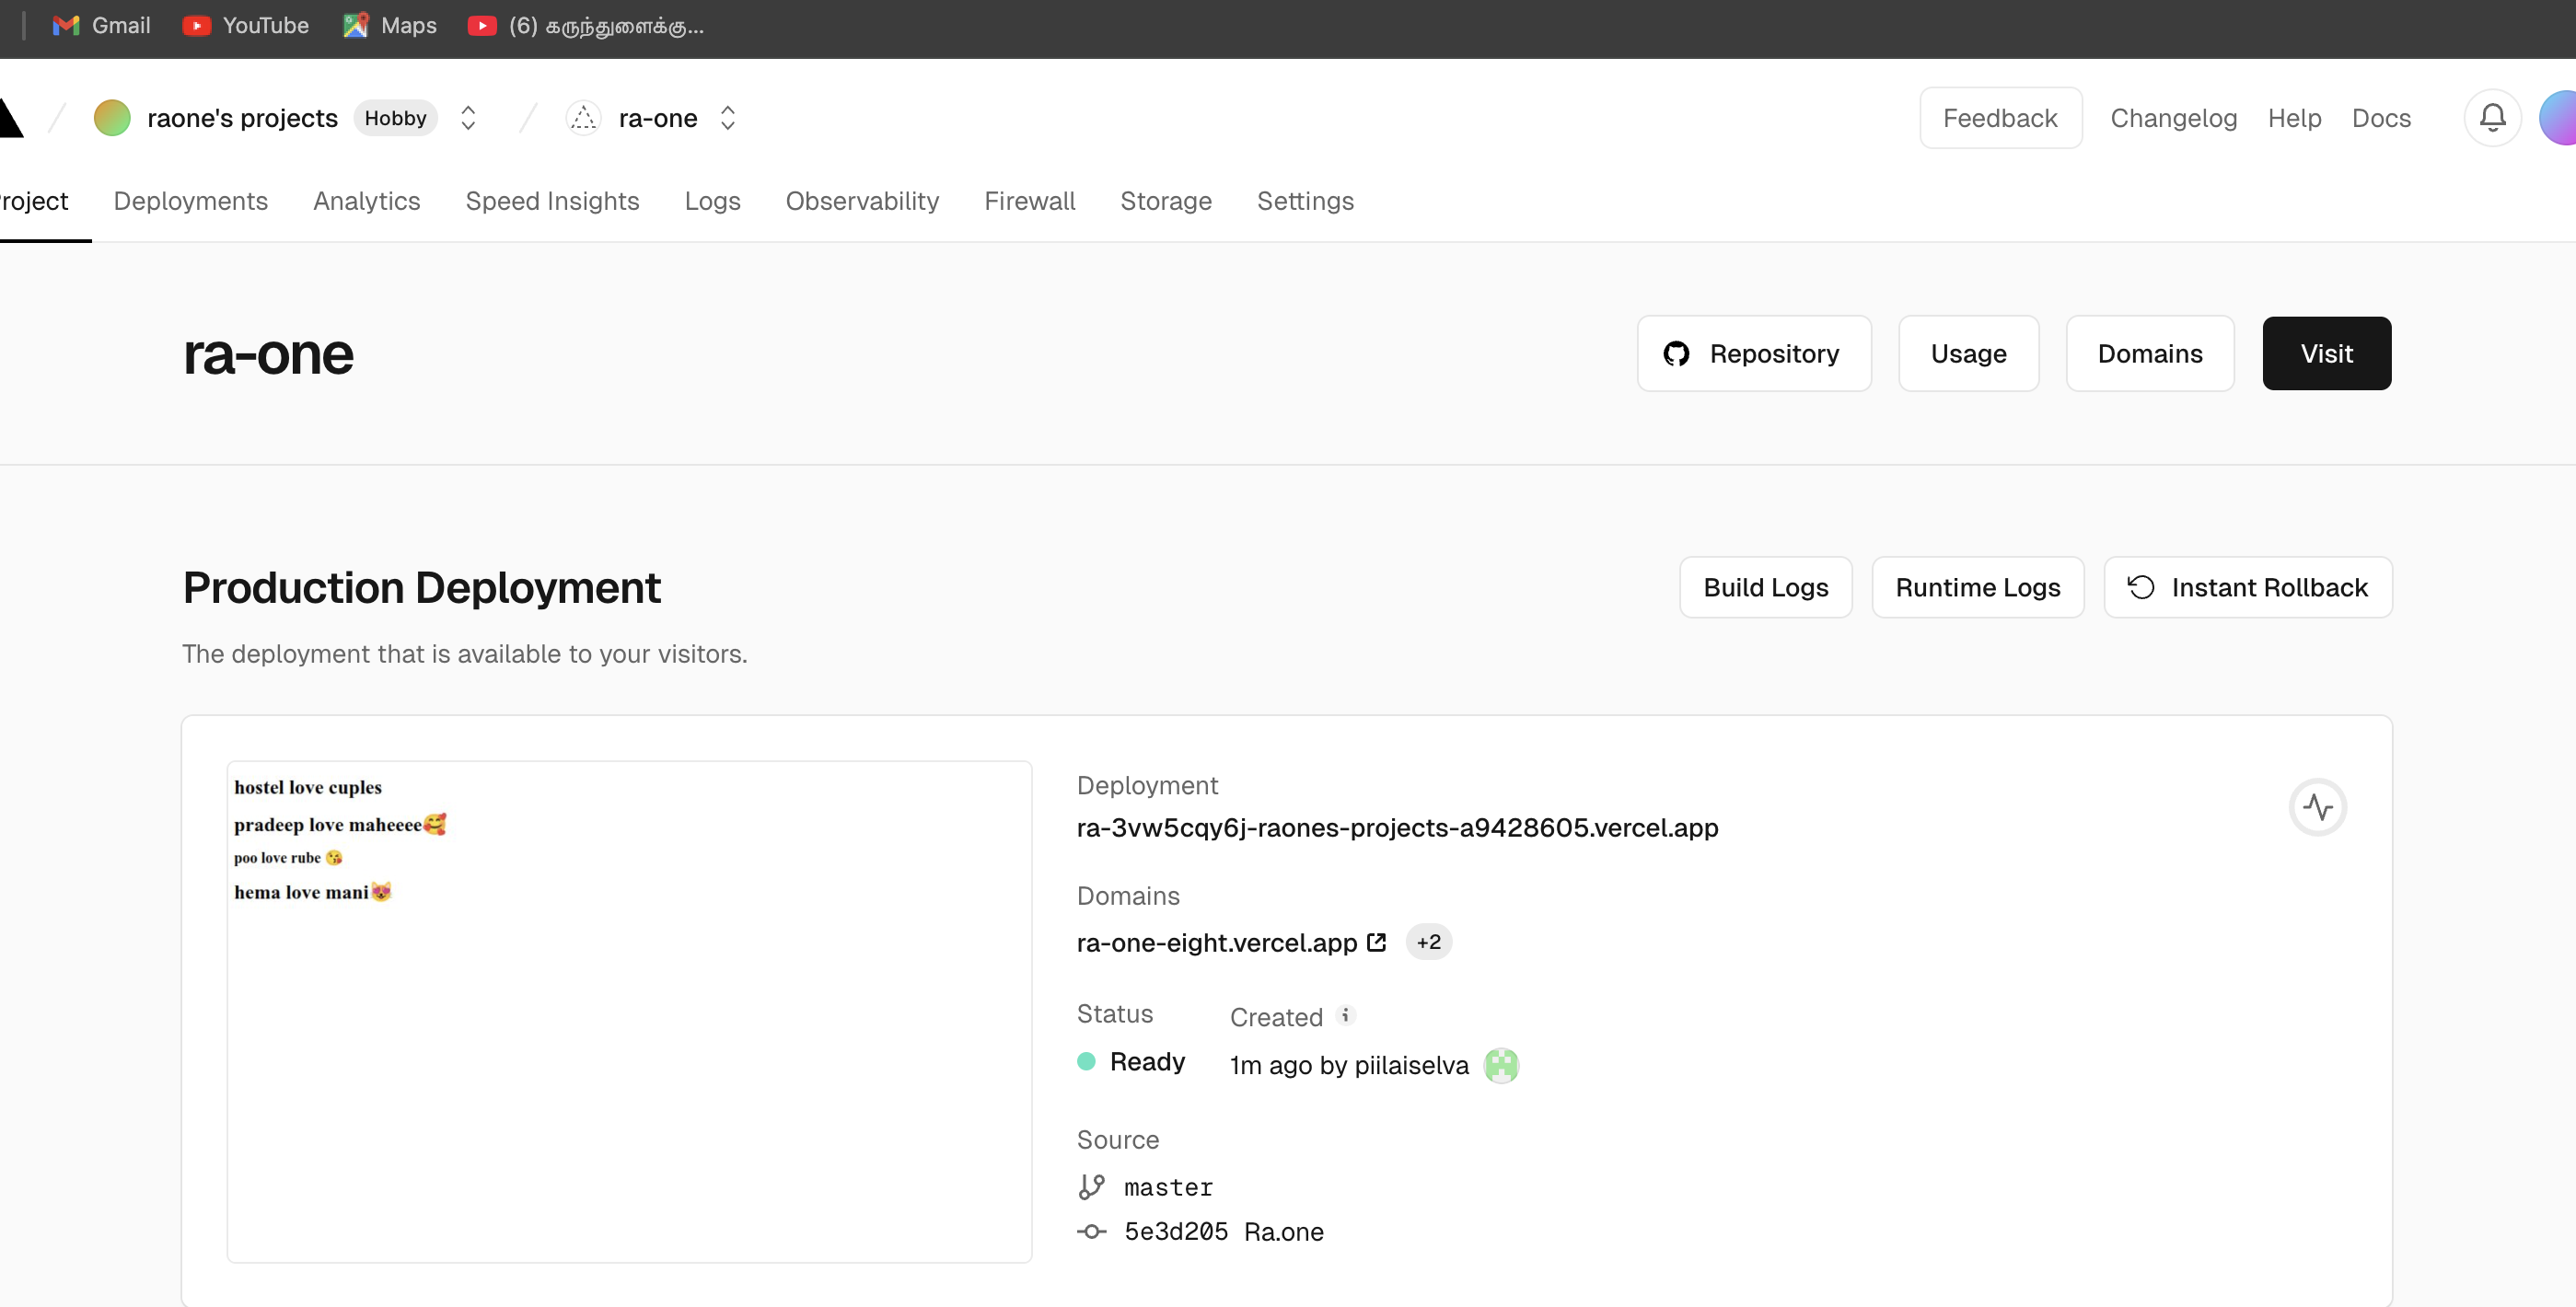 Gmail YouTube Maps (6) கருந்துளைக்கு...
raone's projects Hobby ra-one Feedback Changelog Help Docs
roject Deployments Analytics Speed Insights Logs Observability Firewall Storage Settings
ra-one Repository Usage Domains Visit
Production Deployment Build Logs Runtime Logs Instant Rollback
The deployment that is available to your visitors.
hostel love cuples
pradeep love maheeee🥰
poo love rube 😘
hema love mani😻
Deployment
ra-3vw5cqy6j-raones-projects-a9428605.vercel.app
Domains
ra-one-eight.vercel.app +2
Status Created
Ready 1m ago by piilaiselva
Source
master
5e3d205 Ra.one